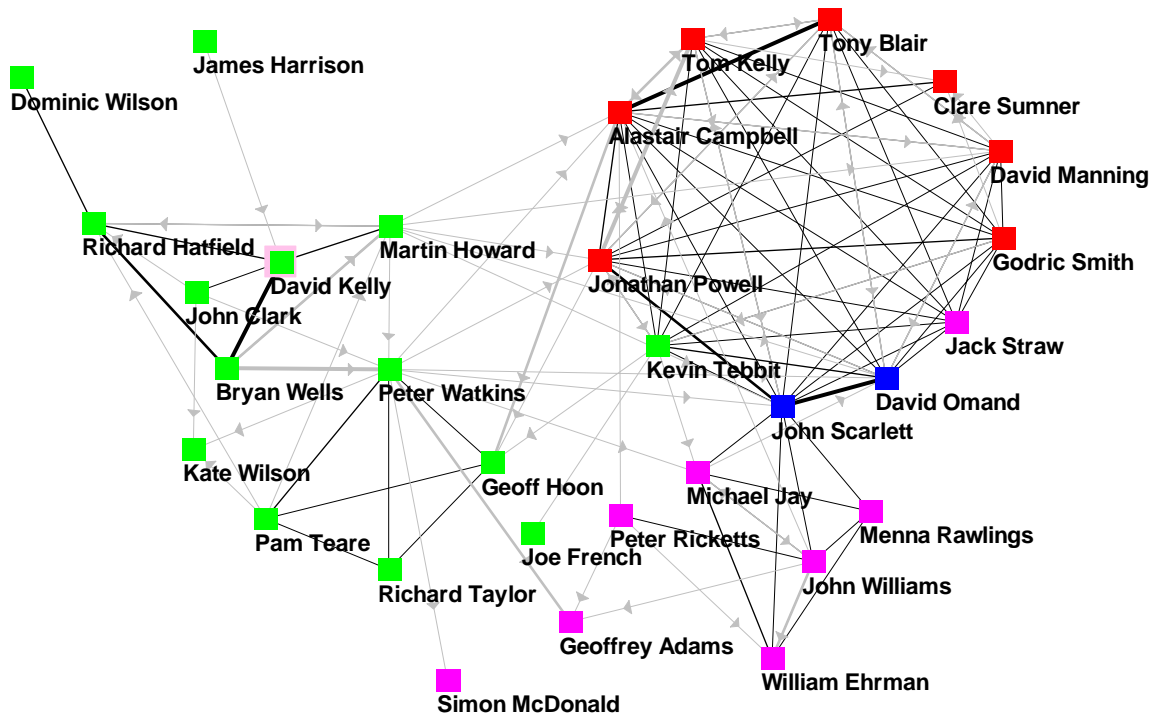 Tony Blair
James Harrison
Tom Kelly
Dominic Wilson
Clare Sumner
Alastair Campbell
David Manning
Richard Hatfield
Martin Howard
Godric Smith
David Kelly
Jonathan Powell
John Clark
Jack Straw
Kevin Tebbit
Bryan Wells
Peter Watkins
David Omand
John Scarlett
Kate Wilson
Geoff Hoon
Michael Jay
Menna Rawlings
Pam Teare
Peter Ricketts
Joe French
John Williams
Richard Taylor
Geoffrey Adams
William Ehrman
Simon McDonald